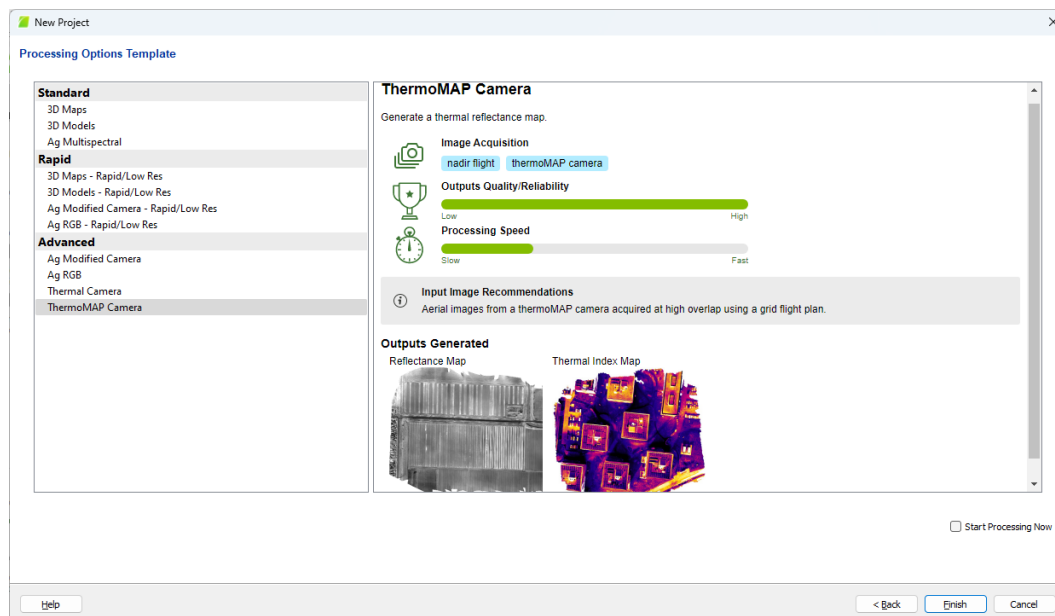 New Project
Processing Options Template
Standard
3D Maps
3D Models
Ag Multispectral
Rapid
3D Maps - Rapid/Low Res
3D Models - Rapid/Low Res
Ag Modified Camera - Rapid/Low Res
Ag RGB - Rapid/Low Res
Advanced
Ag Modified Camera
Ag RGB
Thermal Camera
ThermoMAP Camera
ThermoMAP Camera
Generate a thermal reflectance map.
Image Acquisition
nadir flight thermoMAP camera
Outputs Quality/Reliability
Low High
Processing Speed
Slow Fast
Input Image Recommendations
Aerial images from a thermoMAP camera acquired at high overlap using a grid flight plan.
Outputs Generated
Reflectance Map Thermal Index Map
Start Processing Now
Help < Back Finish Cancel